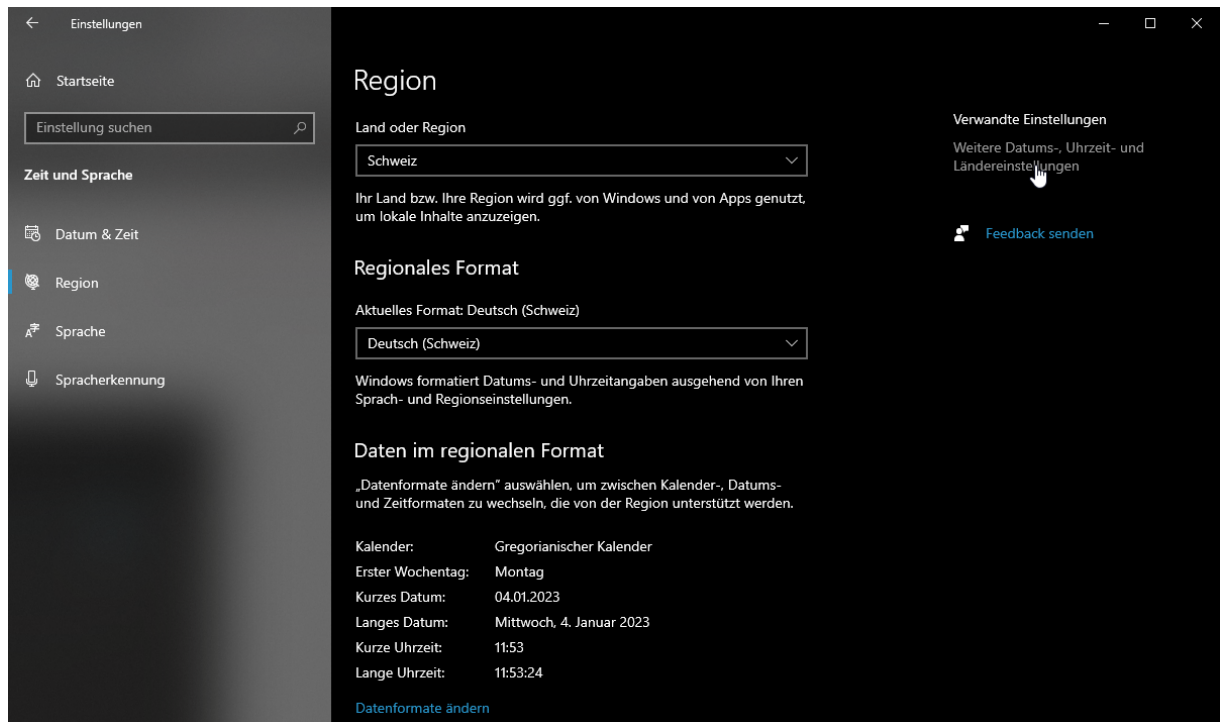 Einstellungen
Startseite
Einstellung suchen
Zeit und Sprache
Datum & Zeit
Region
Sprache
Spracherkennung
Region
Land oder Region
Schweiz
Ihr Land bzw. Ihre Region wird ggf. von Windows und von Apps genutzt,
um lokale Inhalte anzuzeigen.
Regionales Format
Aktuelles Format: Deutsch (Schweiz)
Deutsch (Schweiz)
Windows formatiert Datums- und Uhrzeitangaben ausgehend von Ihren
Sprach- und Regionseinstellungen.
Daten im regionalen Format
„Datenformate ändern" auswählen, um zwischen Kalender-, Datums-
und Zeitformaten zu wechseln, die von der Region unterstützt werden.
Kalender: Gregorianischer Kalender
Erster Wochentag: Montag
Kurzes Datum: 04.01.2023
Langes Datum: Mittwoch, 4. Januar 2023
Kurze Uhrzeit: 11:53
Lange Uhrzeit: 11:53:24
Datenformate ändern
Verwandte Einstellungen
Weitere Datums-, Uhrzeit- und
Ländereinstellungen
Feedback senden